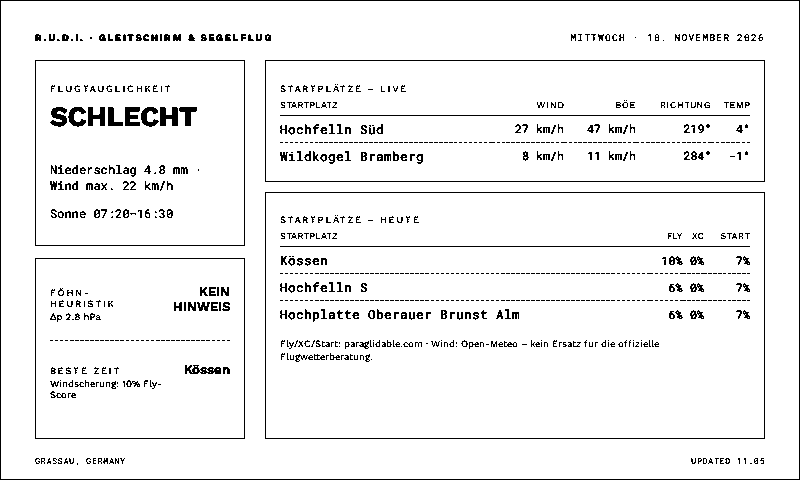 R.U.D.I. · GLEITSCHIRM & SEGELFLUG
MITTWOCH · 18. NOVEMBER 2026
FLUGTAUGLICHKEIT
SCHLECHT
Niederschlag 4.8 mm ·
Wind max. 22 km/h
Sonne 07:20–16:30
FÖHN-
HEURISTIK
Δp 2.8 hPa
KEIN
HINWEIS
BESTE ZEIT
Kössen
Windscherung: 10% Fly-
Score
STARTPLÄTZE – LIVE
STARTPLATZ WIND BÖE RICHTUNG TEMP
Hochfelln Süd 27 km/h 47 km/h 219° 4°
Wildkogel Bramberg 8 km/h 11 km/h 284° -1°
STARTPLÄTZE – HEUTE
STARTPLATZ FLY XC START
Kössen 10% 0% 7%
Hochfelln S 6% 0% 7%
Hochplatte Oberauer Brunst Alm 6% 0% 7%
Fly/XC/Start: paraglidable.com · Wind: Open-Meteo – kein Ersatz für die offizielle
Flugwetterberatung.
GRASSAU, GERMANY
UPDATED 11.05